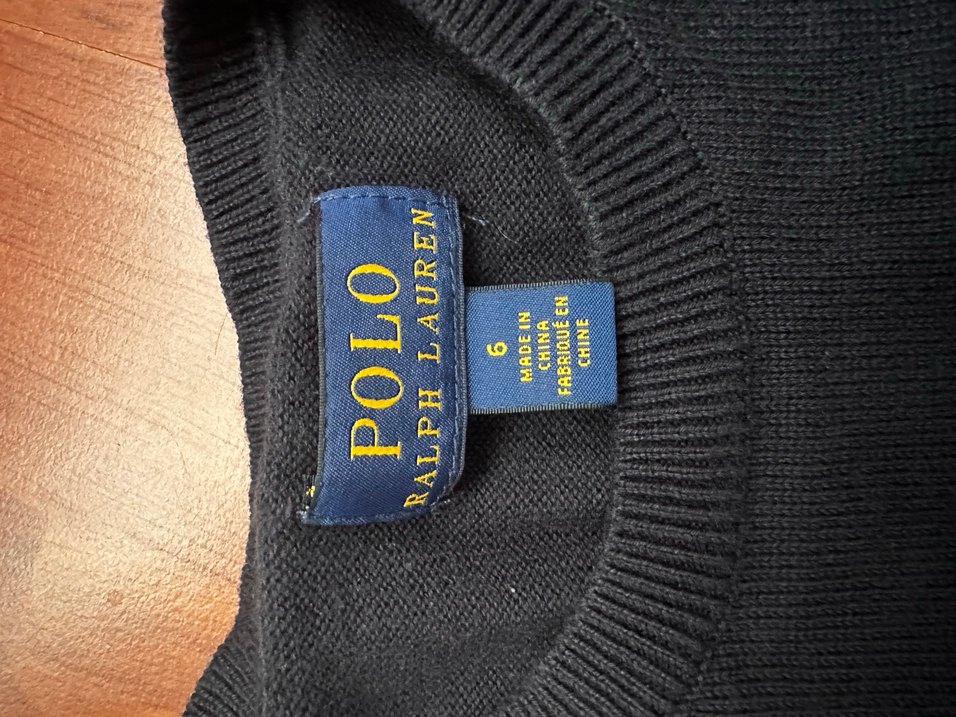 POLO
RALPH LAUREN
6
MADE IN
CHINA
FABRIQUÉ EN
CHINE